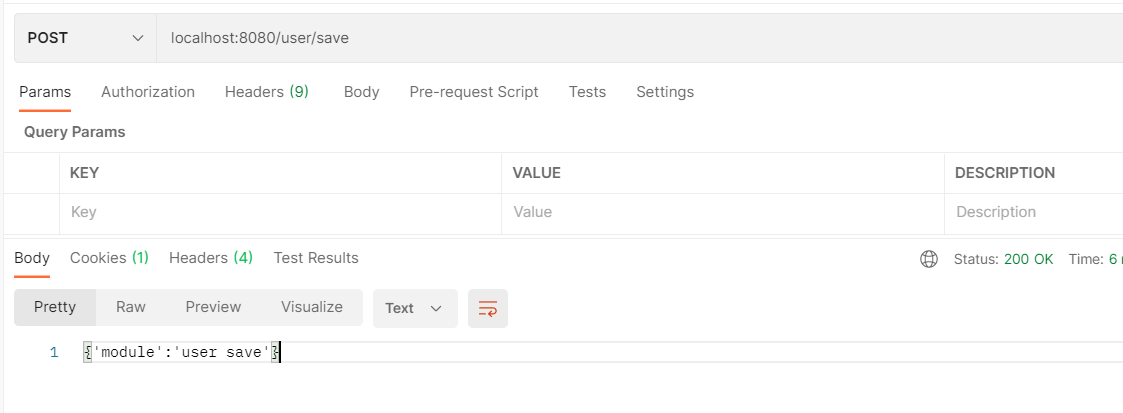 POST localhost:8080/user/save
Params Authorization Headers (9) Body Pre-request Script Tests Settings
Query Params
KEY VALUE DESCRIPTION
Key Value Description
Body Cookies (1) Headers (4) Test Results Status: 200 OK Time: 6
Pretty Raw Preview Visualize Text
1 {'module':'user save'}